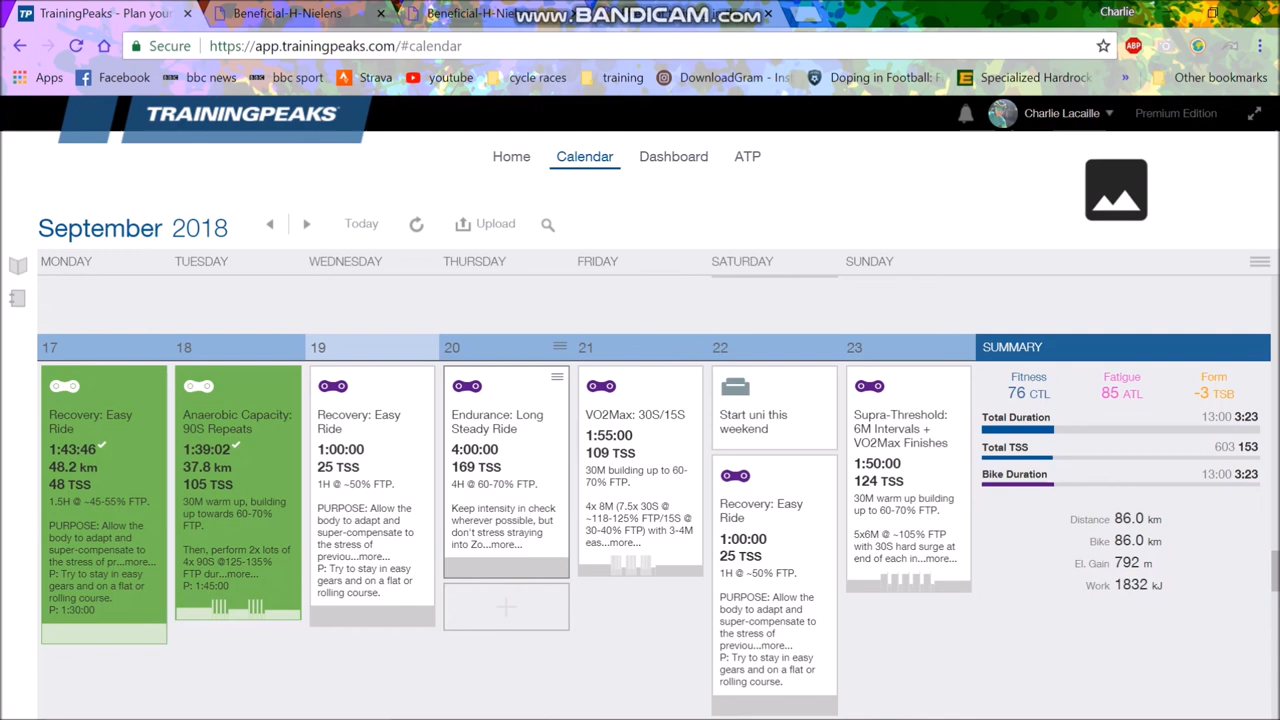 TrainingPeaks - Plan your
Beneficial-H-Nielens
Beneficial-H-Nie
www.BANDICAM.com
Charlie
Secure
https://app.trainingpeaks.com/#calendar
ABP
Apps
Facebook
bbc news
bbc sport
Strava
youtube
cycle races
training
DownloadGram - Ins
Doping in Football: F
Specialized Hardrock
»
Other bookmarks
TRAININGPEAKS
Charlie Lacaille
Premium Edition
Home
Calendar
Dashboard
ATP
September 2018
Today
Upload
MONDAY
TUESDAY
WEDNESDAY
THURSDAY
FRIDAY
SATURDAY
SUNDAY
17
18
19
20
21
22
23
SUMMARY
Recovery: Easy
Ride
1:43:46
48.2 km
48 TSS
1.5H @ ~45-55% FTP.
PURPOSE: Allow the
body to adapt and
super-compensate to
the stress of pr...more...
P: Try to stay in easy
gears and on a flat or
rolling course.
P: 1:30:00
Anaerobic Capacity:
90S Repeats
1:39:02
37.8 km
105 TSS
30M warm up, building
up towards 60-70%
FTP.
Then, perform 2x lots of
4x 90S @125-135%
FTP dur...more...
P: 1:45:00
Recovery: Easy
Ride
1:00:00
25 TSS
1H @ ~50% FTP.
PURPOSE: Allow the
body to adapt and
super-compensate to
the stress of
previou...more...
P: Try to stay in easy
gears and on a flat or
rolling course.
Endurance: Long
Steady Ride
4:00:00
169 TSS
4H @ 60-70% FTP.
Keep intensity in check
wherever possible, but
don't stress straying
into Zo...more...
VO2Max: 30S/15S
1:55:00
109 TSS
30M building up to 60-
70% FTP.
4x 8M (7.5x 30S @
~118-125% FTP/15S @
30-40% FTP) with 3-4M
eas...more...
Start uni this
weekend
Recovery: Easy
Ride
1:00:00
25 TSS
1H @ ~50% FTP.
PURPOSE: Allow the
body to adapt and
super-compensate to
the stress of
previou...more...
P: Try to stay in easy
gears and on a flat or
rolling course.
Supra-Threshold:
6M Intervals +
VO2Max Finishes
1:50:00
124 TSS
30M warm up building
up to 60-70% FTP.
5x6M @ ~105% FTP
with 30S hard surge at
end of each in...more...
Fitness
76 CTL
Fatigue
85 ATL
Form
-3 TSB
Total Duration 13:00 3:23
Total TSS 603 153
Bike Duration 13:00 3:23
Distance 86.0 km
Bike 86.0 km
El. Gain 792 m
Work 1832 kJ